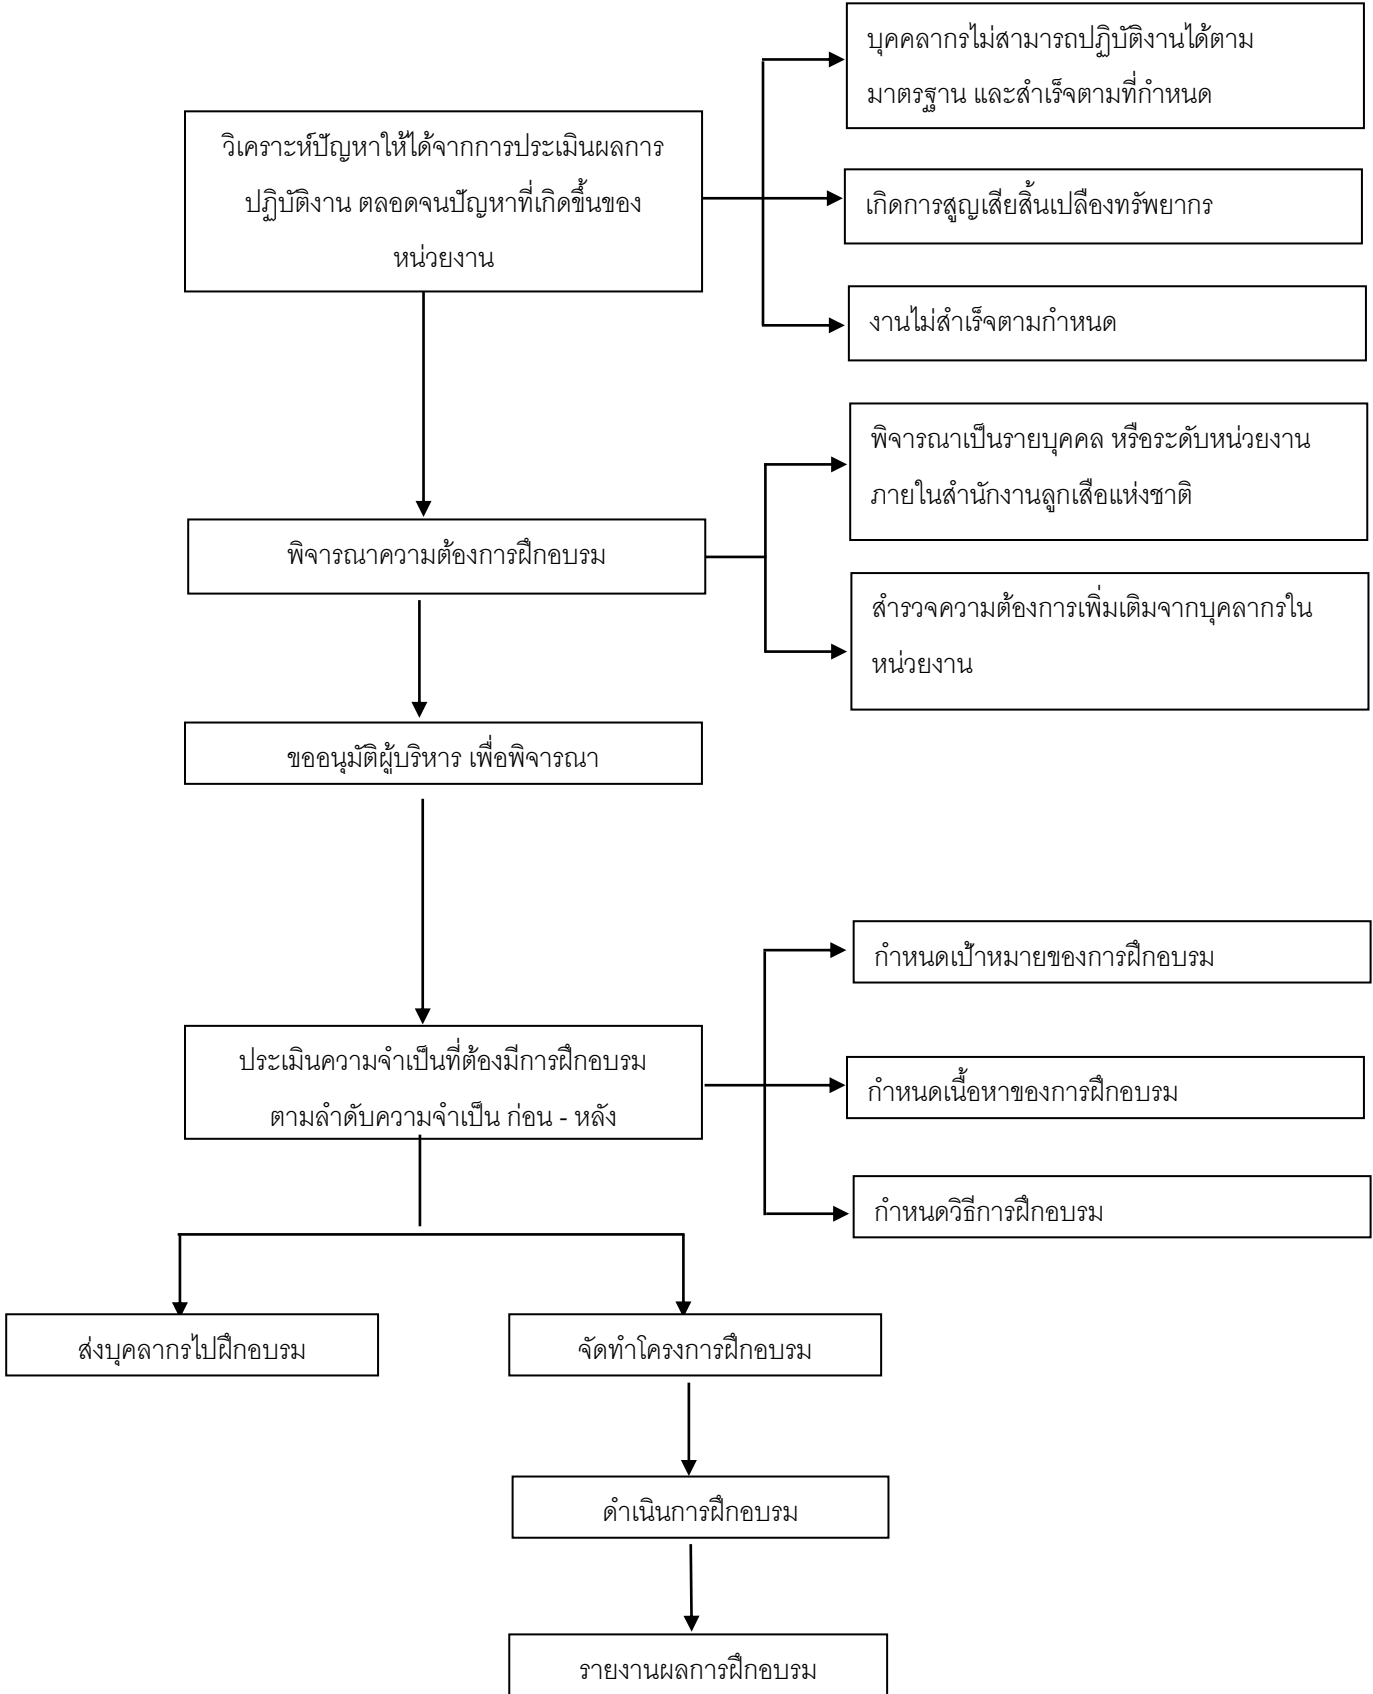 บุคคลากรไม่สามารถปฏิบัติงานได้ตาม
มาตรฐาน และสำเร็จตามที่กำหนด
วิเคราะห์ปัญหาให้ได้จากการประเมินผลการ
ปฏิบัติงาน ตลอดจนปัญหาที่เกิดขึ้นของ
หน่วยงาน
เกิดการสูญเสียสิ้นเปลืองทรัพยากร
งานไม่สำเร็จตามกำหนด
พิจารณาเป็นรายบุคคล หรือระดับหน่วยงาน
ภายในสำนักงานลูกเสือแห่งชาติ
พิจารณาความต้องการฝึกอบรม
สำรวจความต้องการเพิ่มเติมจากบุคลากรใน
หน่วยงาน
ขออนุมัติผู้บริหาร เพื่อพิจารณา
กำหนดเป้าหมายของการฝึกอบรม
ประเมินความจำเป็นที่ต้องมีการฝึกอบรม
ตามลำดับความจำเป็น ก่อน - หลัง
กำหนดเนื้อหาของการฝึกอบรม
กำหนดวิธีการฝึกอบรม
ส่งบุคลากรไปฝึกอบรม
จัดทำโครงการฝึกอบรม
ดำเนินการฝึกอบรม
รายงานผลการฝึกอบรม